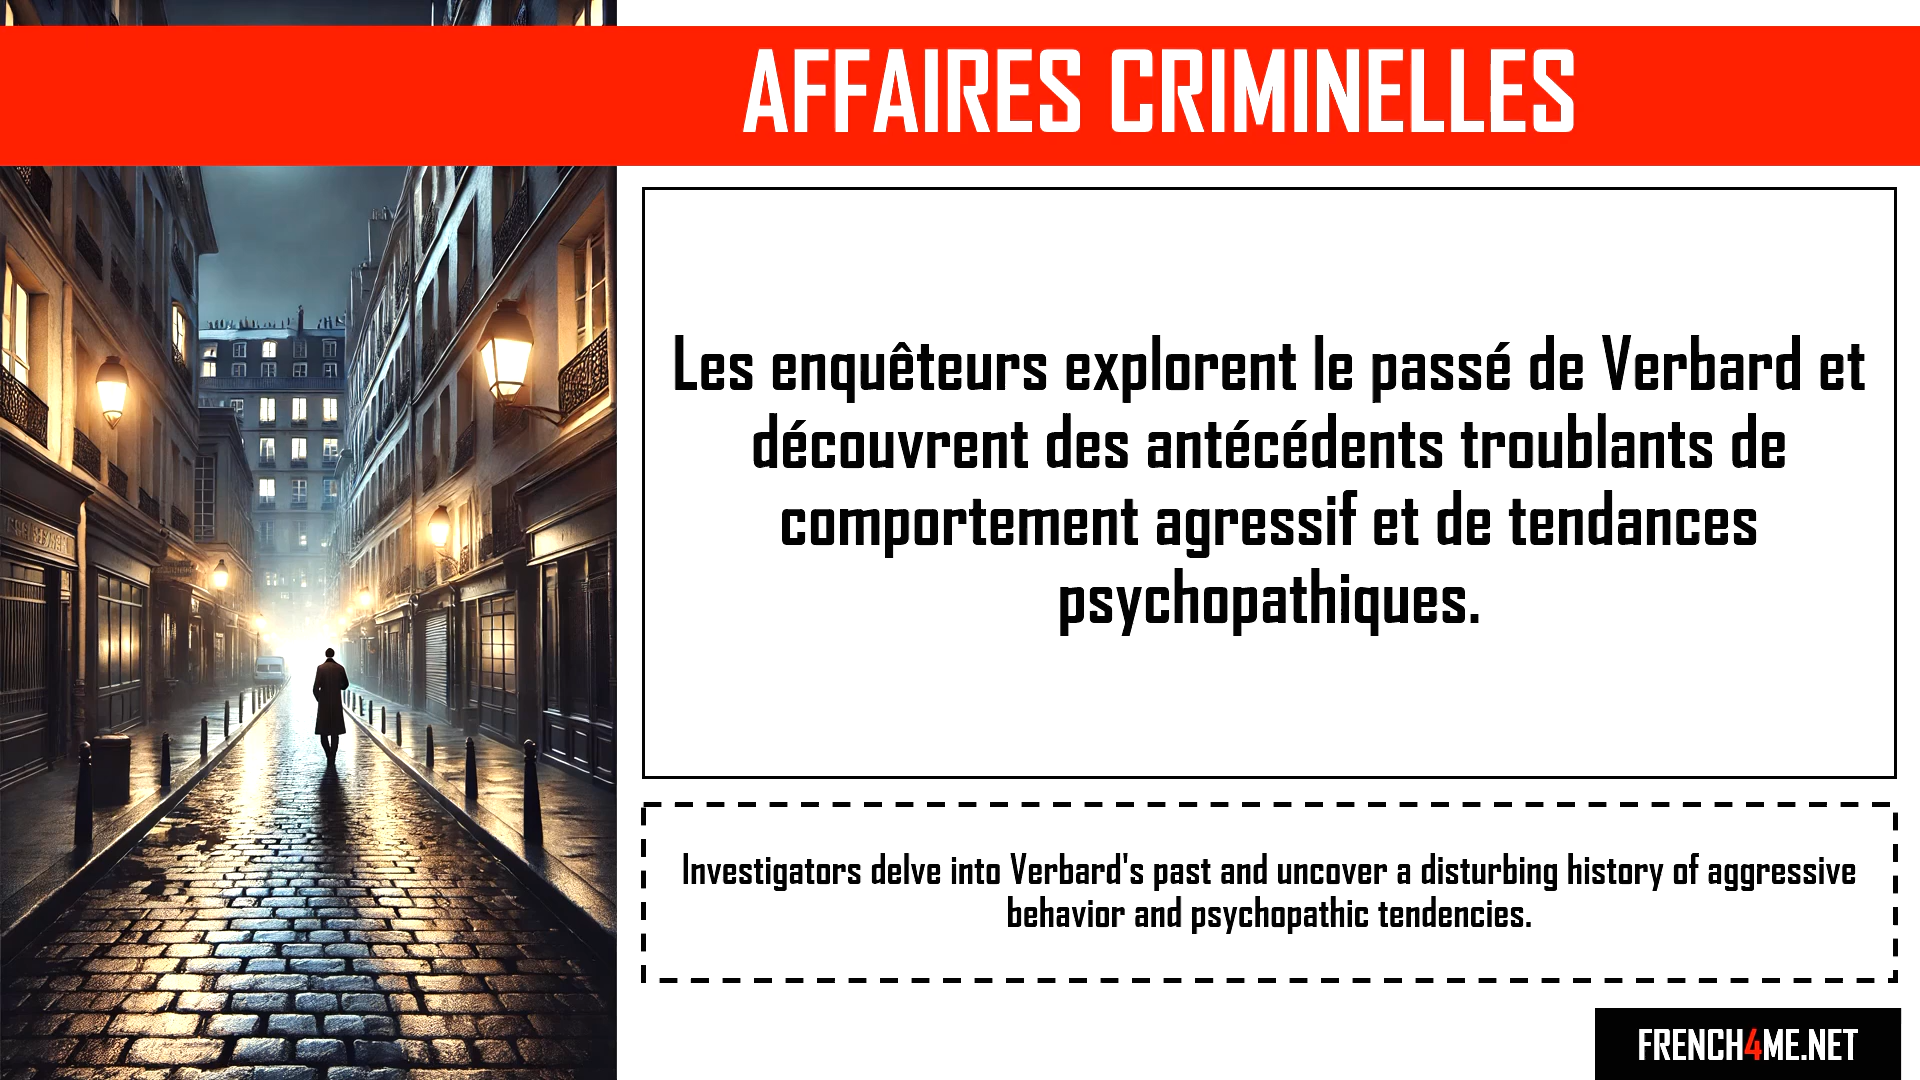 AFFAIRES CRIMINELLES
Les enquêteurs explorent le passé de Verbard et
découvrent des antécédents troublants de
comportement agressif et de tendances
psychopathiques.
Investigators delve into Verbard's past and uncover a disturbing history of aggressive
behavior and psychopathic tendencies.
FRENCH4ME.NET